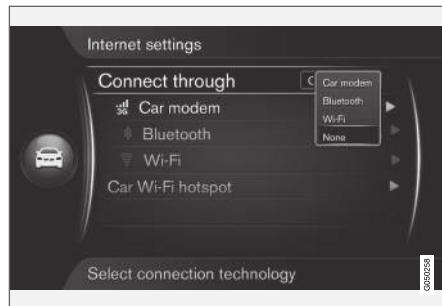 Internet settings
Connect through
C
Car modem
Bluetooth
Wi-Fi
None
3G Car modem
Bluetooth
Wi-Fi
Car Wi-Fi hotspot
Select connection technology
G050258